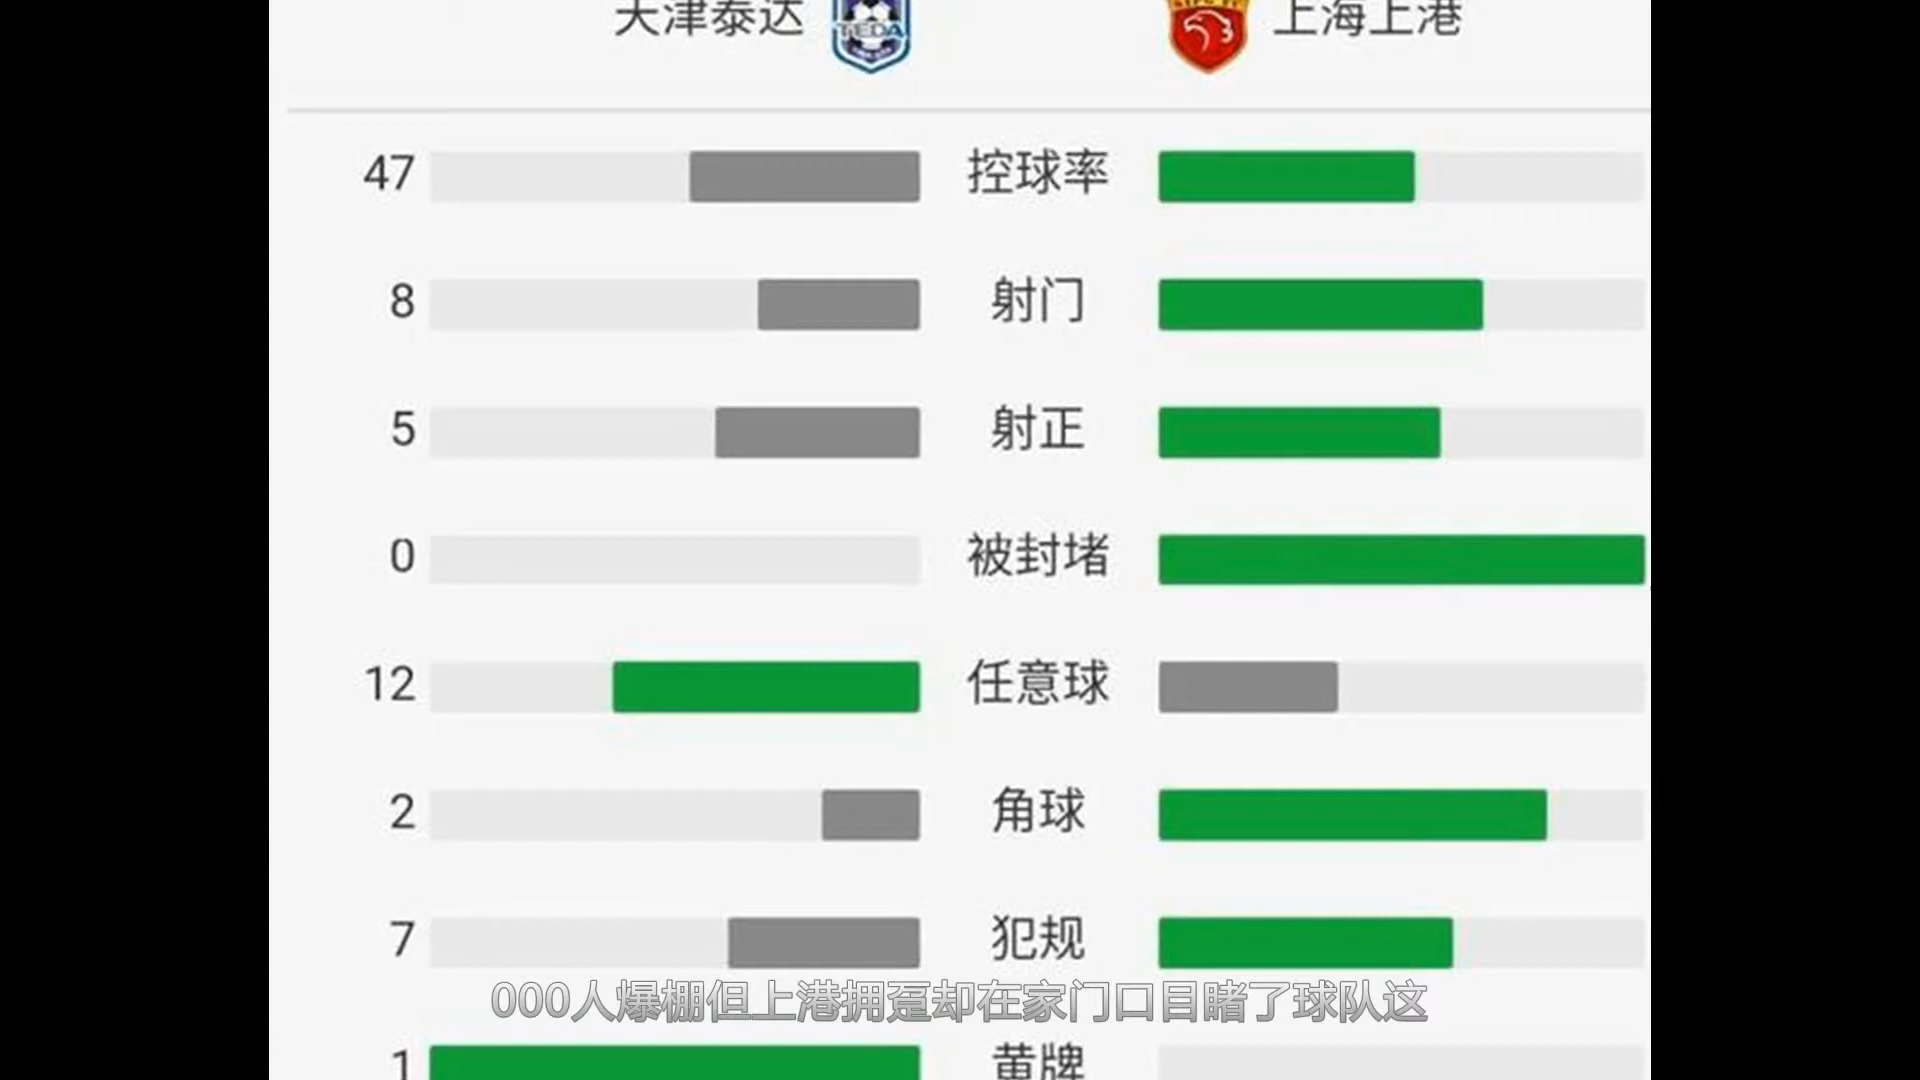 天津泰达 TEDA 上海上港
47 控球率
8 射门
5 射正
0 被封堵
12 任意球
2 角球
7 犯规
000人爆棚但上港拥趸却在家门口目睹了球队这
1 黄牌